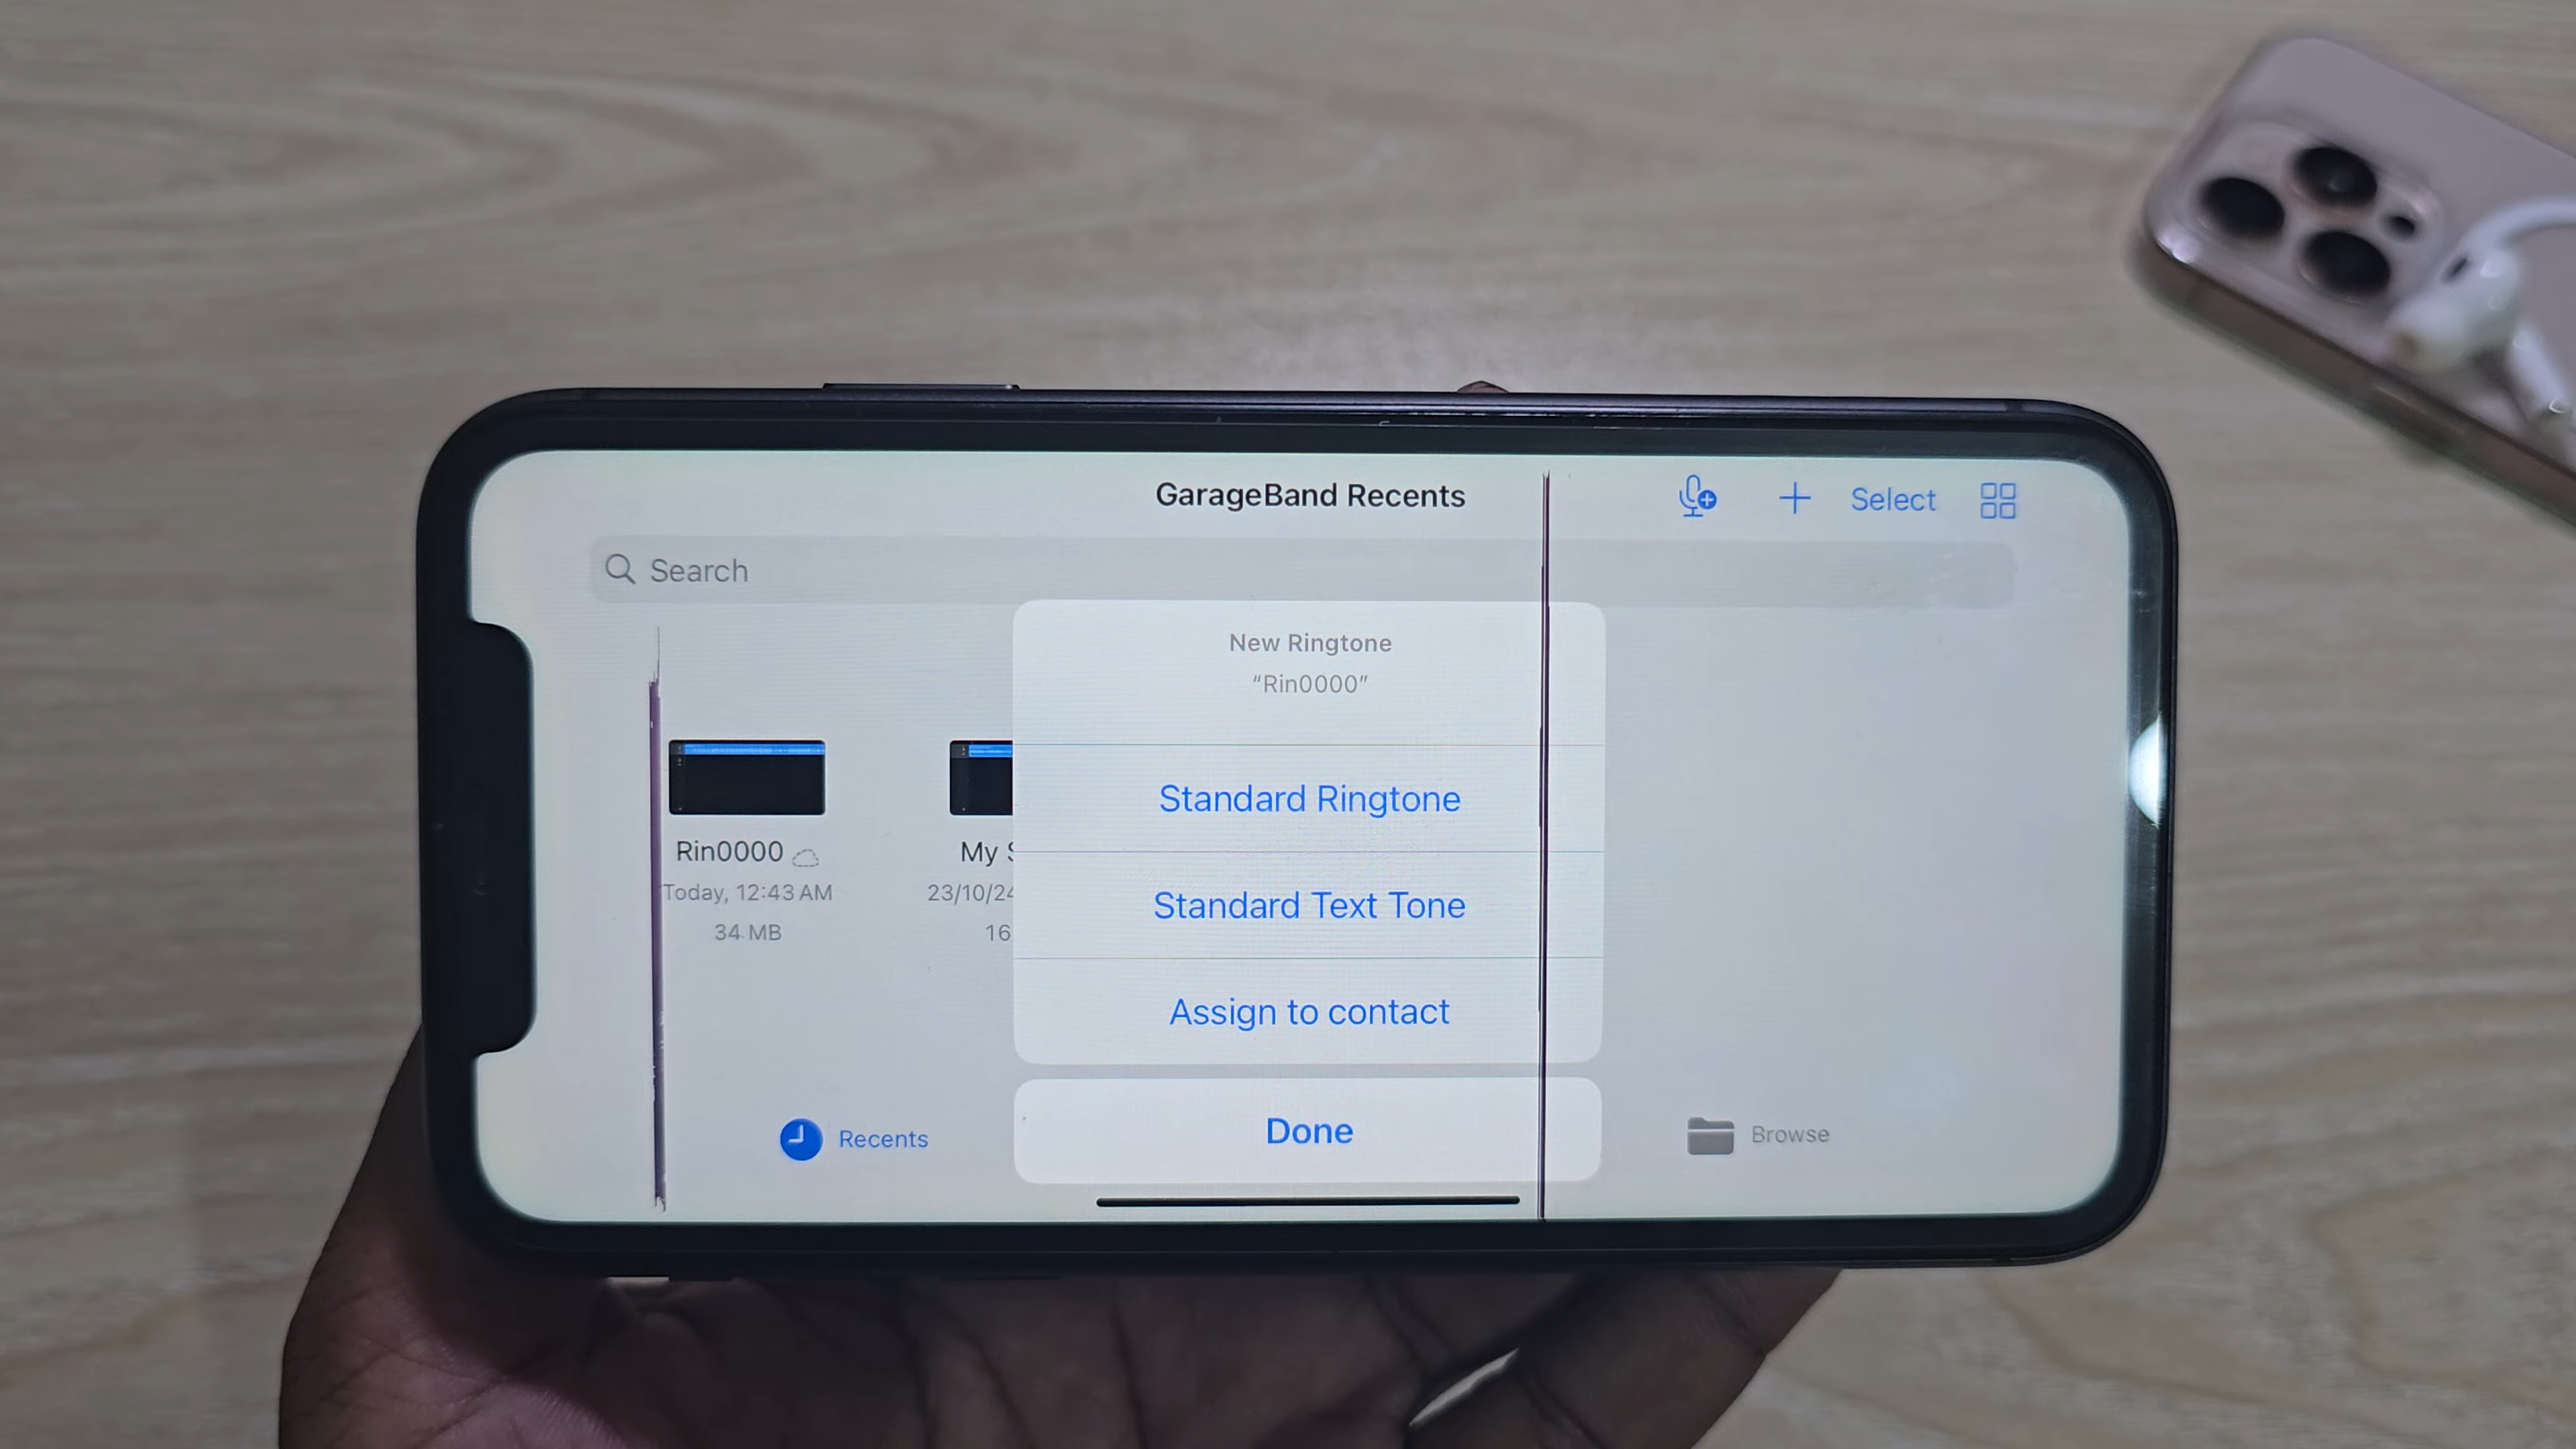 GarageBand Recents
Select
Search
New Ringtone
“Rin0000”
Standard Ringtone
Standard Text Tone
Assign to contact
Done
Rin0000
Today, 12:43 AM
34 MB
My
23/10/24
16
Recents
Browse